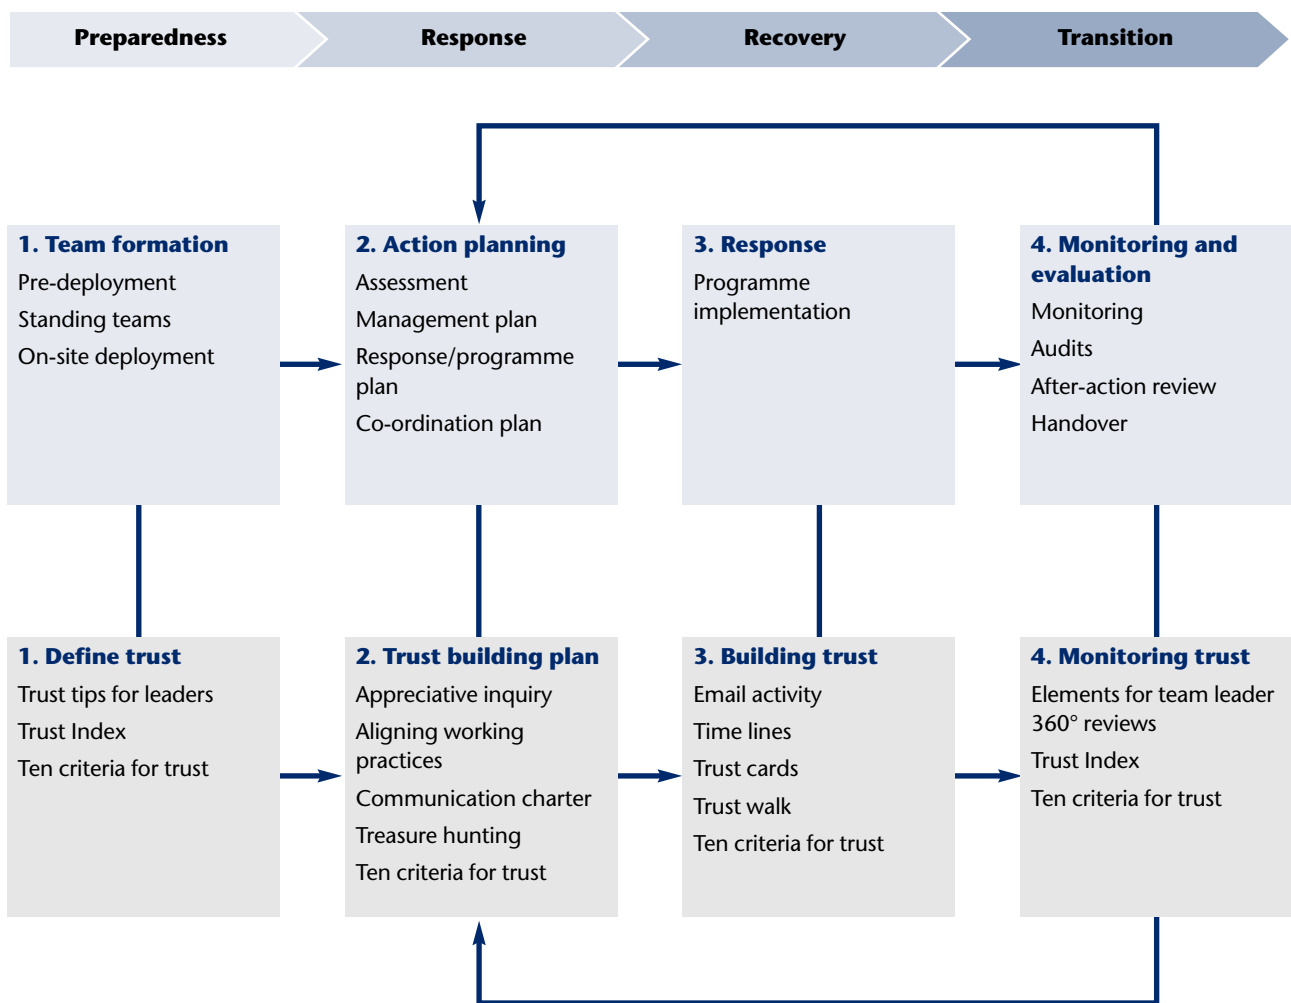 Preparedness
Response
Recovery
Transition
1. Team formation
Pre-deployment
Standing teams
On-site deployment
2. Action planning
Assessment
Management plan
Response/programme
plan
Co-ordination plan
3. Response
Programme
implementation
4. Monitoring and
evaluation
Monitoring
Audits
After-action review
Handover
1. Define trust
Trust tips for leaders
Trust Index
Ten criteria for trust
2. Trust building plan
Appreciative inquiry
Aligning working
practices
Communication charter
Treasure hunting
Ten criteria for trust
3. Building trust
Email activity
Time lines
Trust cards
Trust walk
Ten criteria for trust
4. Monitoring trust
Elements for team leader
360° reviews
Trust Index
Ten criteria for trust